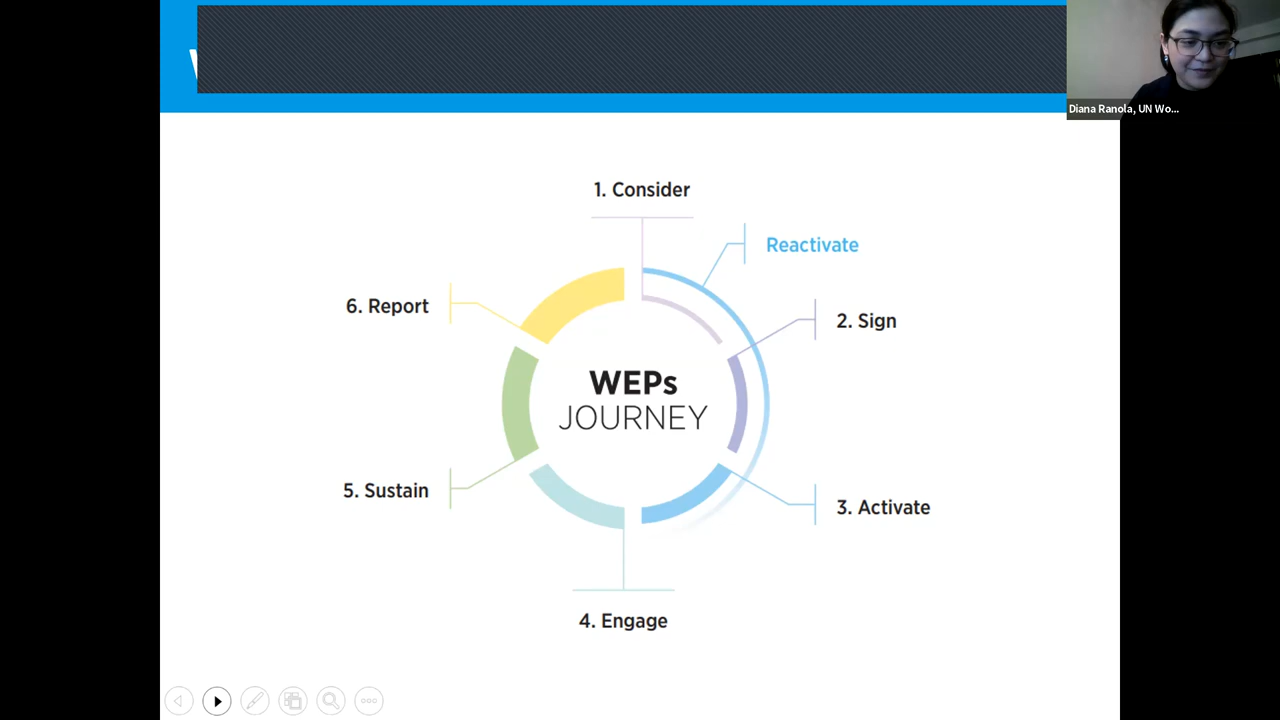 Diana Ranola, UN Wo...
1. Consider
Reactivate
6. Report
2. Sign
WEPs
JOURNEY
5. Sustain
3. Activate
4. Engage